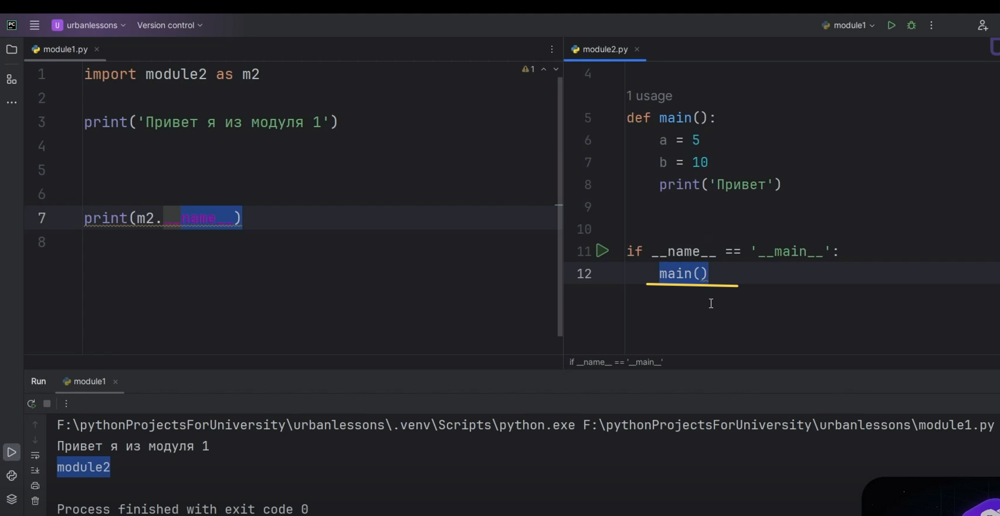 PC U urbanlessons Version control module1
module1.py
1 import module2 as m2
2
3 print('Привет я из модуля 1')
4
5
6
7 print(m2.__name__)
8
1
module2.py
4
1 usage
5 def main():
6 a = 5
7 b = 10
8 print('Привет')
9
10
11 if __name__ == '__main__':
12 main()
if __name__ == '__main__'
Run module1
F:\pythonProjectsForUniversity\urbanlessons\.venv\Scripts\python.exe F:\pythonProjectsForUniversity\urbanlessons\module1.py
Привет я из модуля 1
module2
Process finished with exit code 0